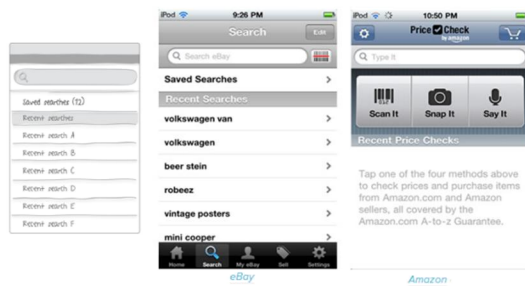 Saved searches (12)
Recent searches
Recent search A
Recent search B
Recent search C
Recent search D
Recent search E
Recent search F
iPod 9:26 PM
Search Edit
Search eBay
Saved Searches
Recent Searches
volkswagen van
volkswagen
beer stein
robeez
vintage posters
mini cooper
Home Search My eBay Sell Settings
eBay
iPod 10:50 PM
Price Check
by amazon
Type it
Scan It Snap It Say It
Recent Price Checks
Tap one of the four methods above
to check prices and purchase items
from Amazon.com and Amazon
sellers, all covered by the
Amazon.com A-to-z Guarantee.
Amazon